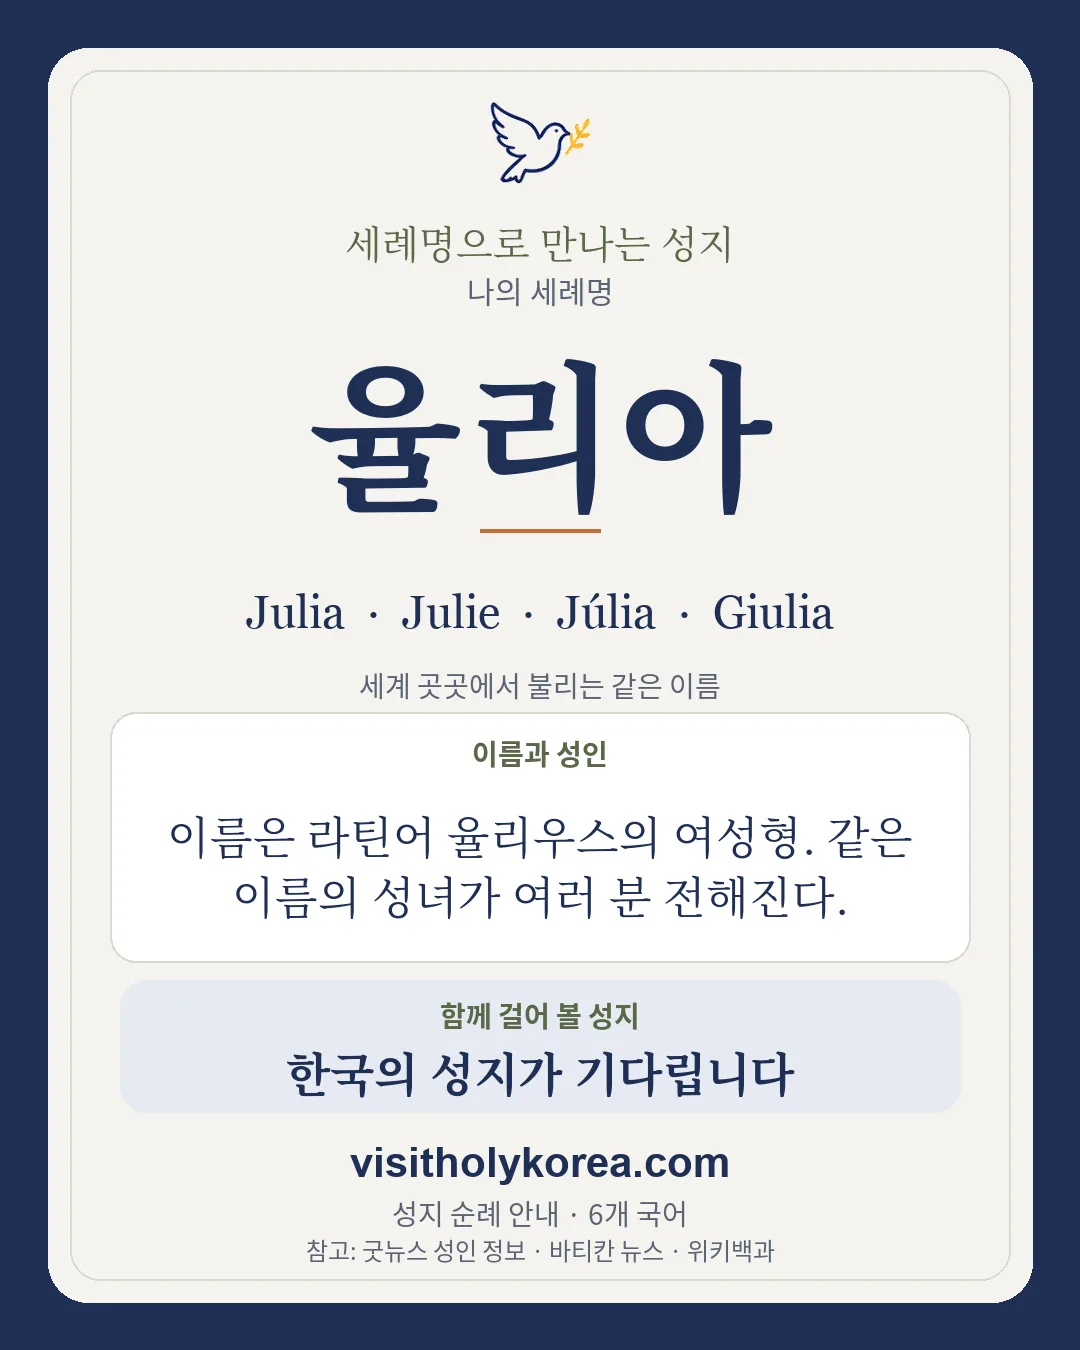 세례명으로 만나는 성지
나의 세례명
율리아
Julia · Julie · Júlia · Giulia
세계 곳곳에서 불리는 같은 이름
이름과 성인
이름은 라틴어 율리우스의 여성형. 같은
이름의 성녀가 여러 분 전해진다.
함께 걸어 볼 성지
한국의 성지가 기다립니다
visitholykorea.com
성지 순례 안내 · 6개 국어
참고: 굿뉴스 성인 정보 · 바티칸 뉴스 · 위키백과